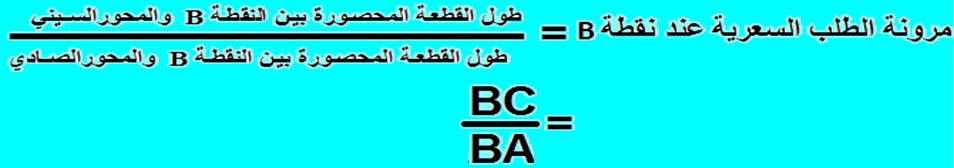 طول القطعة المحصورة بين النقطة B والمحورالسيني
مرونة الطلب السعرية عند نقطة B =
طول القطعة المحصورة بين النقطة B والمحورالصادي
= BC
BA